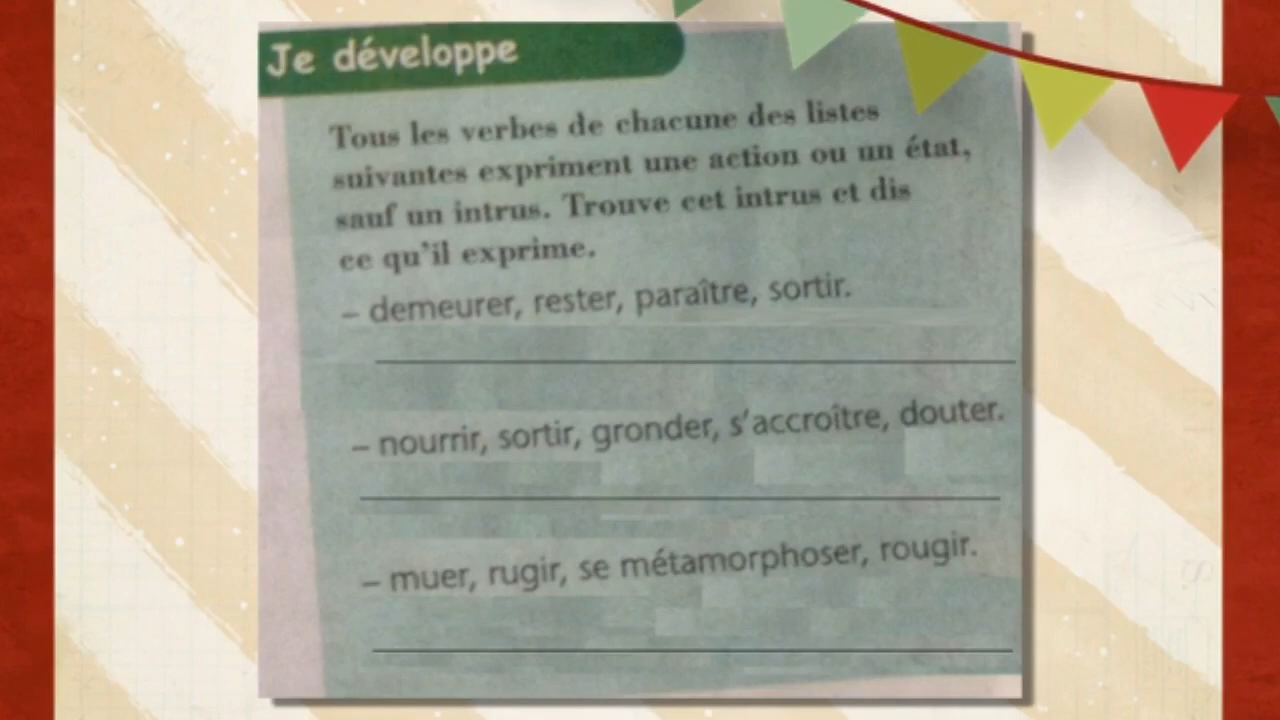 Je développe
Tous les verbes de chacune des listes
suivantes expriment une action ou un état,
sauf un intrus. Trouve cet intrus et dis
ce qu'il exprime.
– demeurer, rester, paraître, sortir.
– nourrir, sortir, gronder, s'accroître, douter.
– muer, rugir, se métamorphoser, rougir.